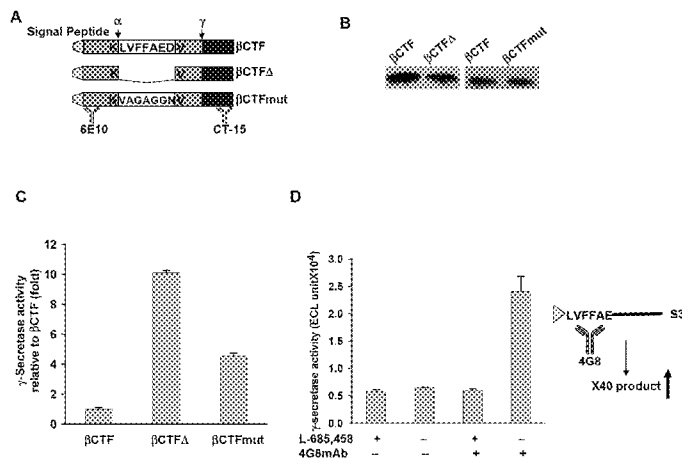 A
B
α
γ
Signal Peptide
K LVFFAED V
βCTF
K V
βCTFΔ
K VAGAGGN V
βCTFmut
6E10
CT-15
βCTF
βCTFΔ
βCTF
βCTFmut
C
D
γ-Secretase activity
relative to βCTF (fold)
12
10
8
6
4
2
0
βCTF
βCTFΔ
βCTFmut
γ-secretase activity (ECL unitX10⁴)
3.0
2.5
2.0
1.5
1.0
0.5
0
L-685,458 + – + –
4G8mAb – – + +
LVFFAE
S3
4G8
X40 product